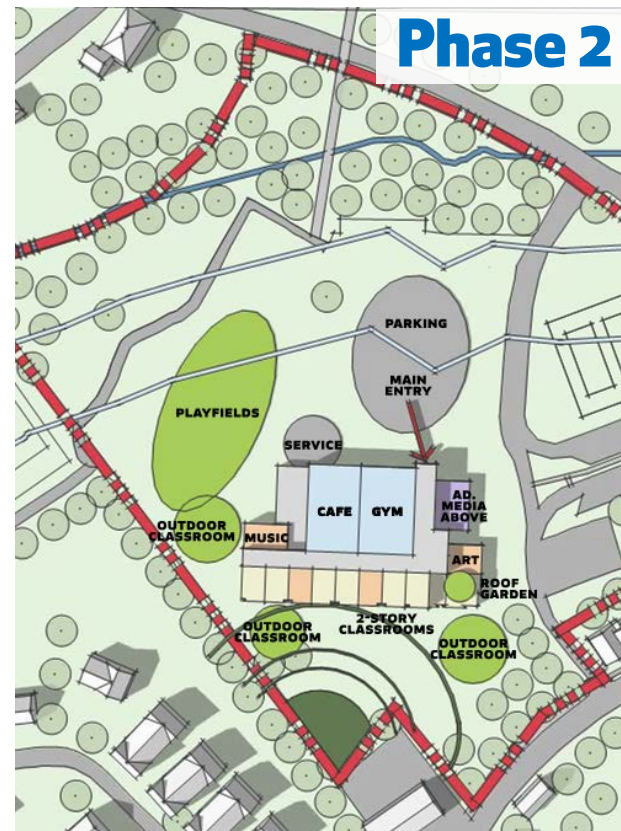 Phase 2
PARKING
MAIN
ENTRY
PLAYFIELDS
SERVICE
CAFE
GYM
AD.
MEDIA
ABOVE
OUTDOOR
CLASSROOM
MUSIC
ART
ROOF
GARDEN
OUTDOOR
CLASSROOM
2-STORY
CLASSROOMS
OUTDOOR
CLASSROOM